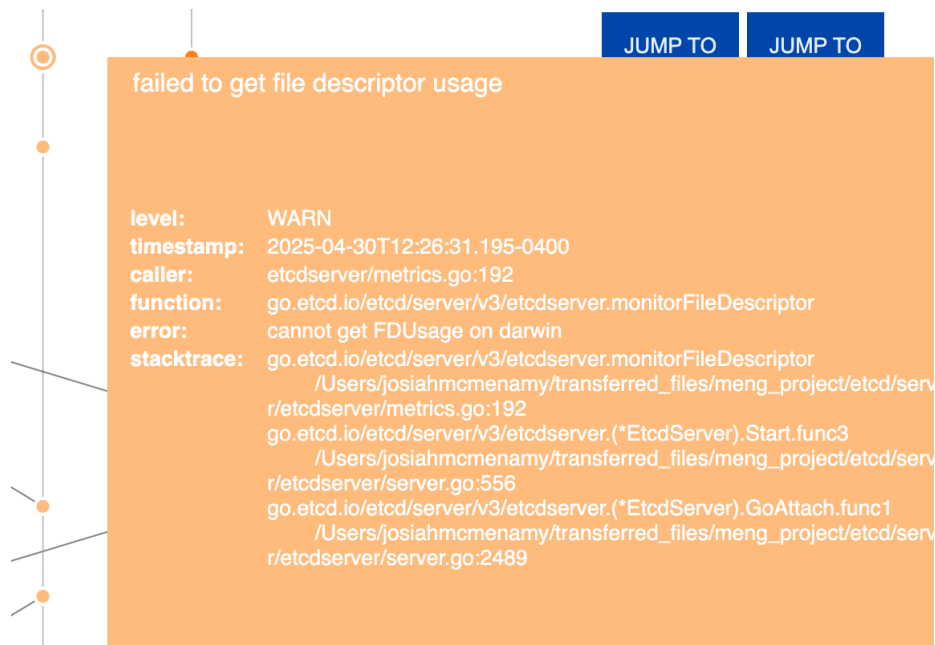 JUMP TO
JUMP TO
failed to get file descriptor usage
level: WARN
timestamp: 2025-04-30T12:26:31.195-0400
caller: etcdserver/metrics.go:192
function: go.etcd.io/etcd/server/v3/etcdserver.monitorFileDescriptor
error: cannot get FDUsage on darwin
stacktrace: go.etcd.io/etcd/server/v3/etcdserver.monitorFileDescriptor
/Users/josiahmcmenamy/transferred_files/meng_project/etcd/serv
r/etcdserver/metrics.go:192
go.etcd.io/etcd/server/v3/etcdserver.(*EtcdServer).Start.func3
/Users/josiahmcmenamy/transferred_files/meng_project/etcd/serv
r/etcdserver/server.go:556
go.etcd.io/etcd/server/v3/etcdserver.(*EtcdServer).GoAttach.func1
/Users/josiahmcmenamy/transferred_files/meng_project/etcd/serv
r/etcdserver/server.go:2489